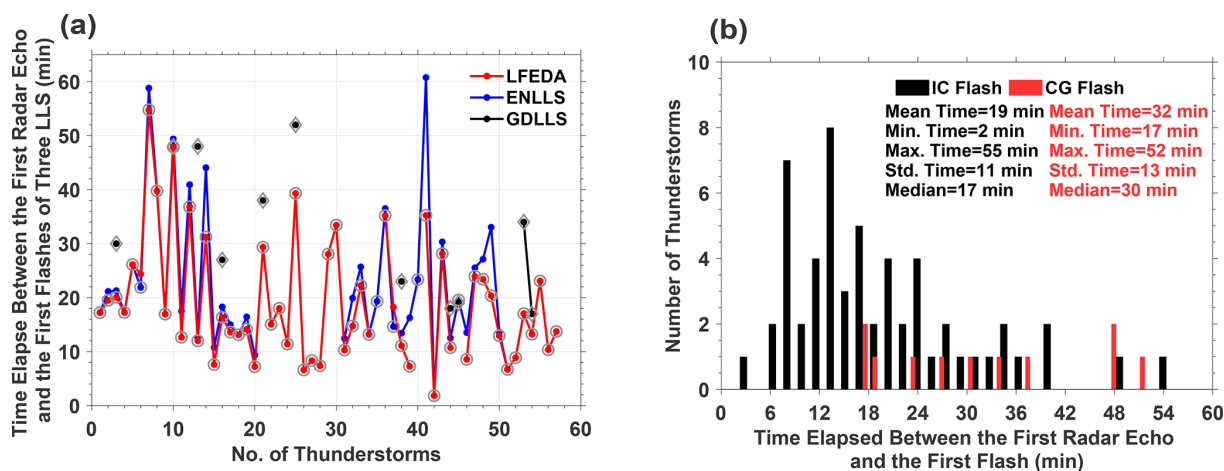 (a)
Time Elapse Between the First Radar Echo
and the First Flashes of Three LLS (min)
60
50
40
30
20
10
0
LFEDA
ENLLS
GDLLS
0 10 20 30 40 50 60
No. of Thunderstorms
(b)
Number of Thunderstorms
10
8
6
4
2
0
IC Flash CG Flash
Mean Time=19 min Mean Time=32 min
Min. Time=2 min Min. Time=17 min
Max. Time=55 min Max. Time=52 min
Std. Time=11 min Std. Time=13 min
Median=17 min Median=30 min
0 6 12 18 24 30 36 42 48 54 60
Time Elapsed Between the First Radar Echo
and the First Flash (min)